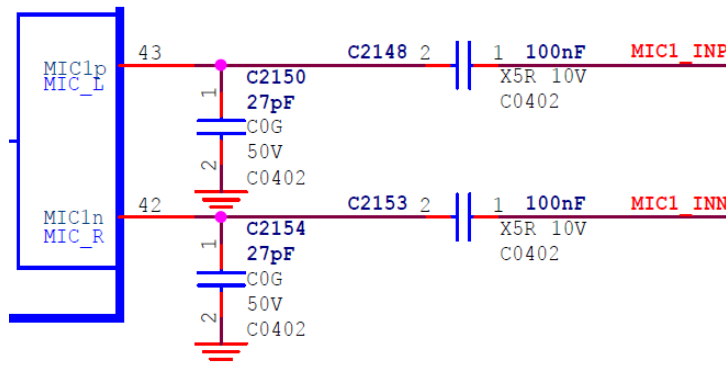 43 C2148 2 1 100nF MIC1_INP
MIC1p
MIC_L
C2150 X5R 10V
1 27pF C0402
C0G
50V
2 C0402
42 C2153 2 1 100nF MIC1_INN
MIC1n
MIC_R
C2154 X5R 10V
1 27pF C0402
C0G
50V
2 C0402